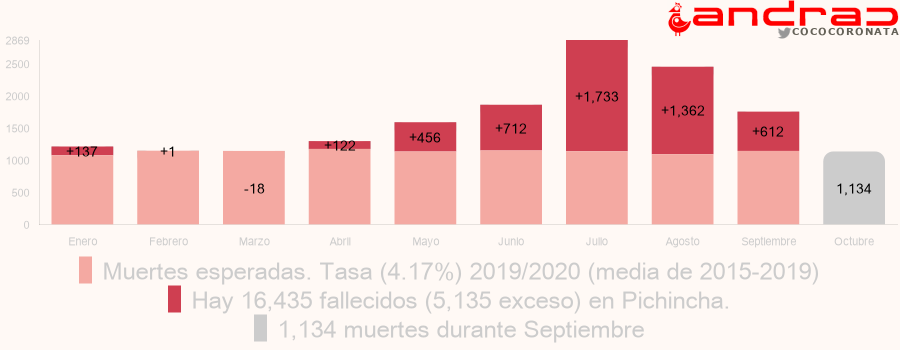 andrac
COCOCORONATA
2869
2500
2000
1500
1000
500
0
+137
+1
-18
+122
+456
+712
+1,733
+1,362
+612
1,134
Enero Febrero Marzo Abril Mayo Junio Julio Agosto Septiembre Octubre
Muertes esperadas. Tasa (4.17%) 2019/2020 (media de 2015-2019)
Hay 16,435 fallecidos (5,135 exceso) en Pichincha.
1,134 muertes durante Septiembre